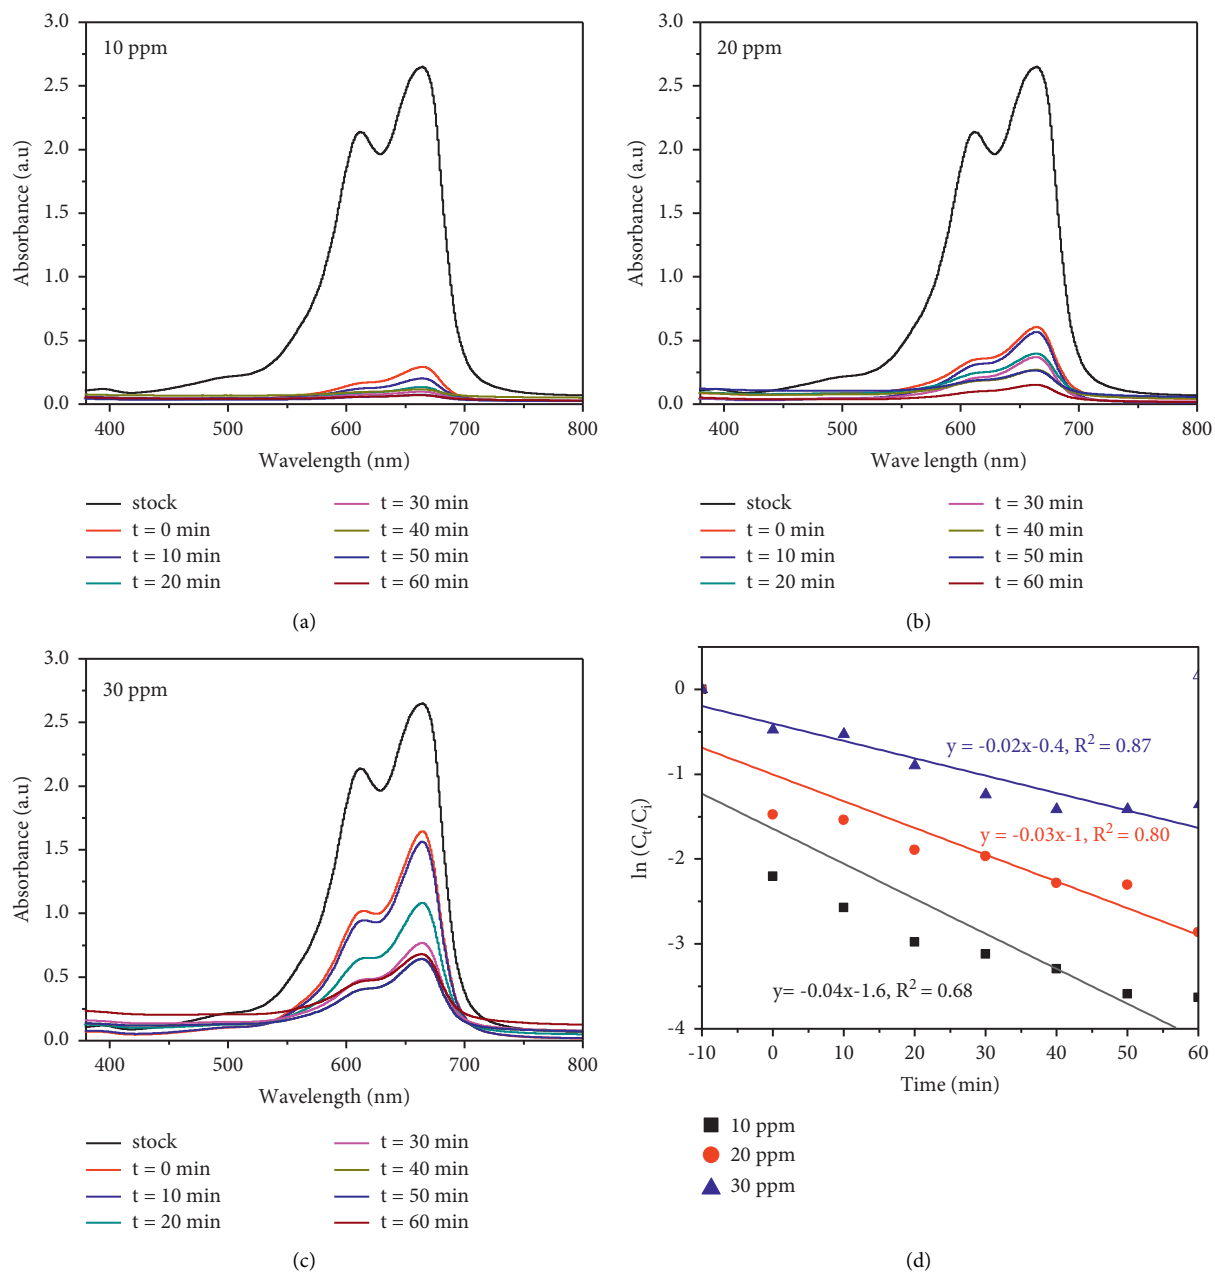 3.0
10 ppm
2.5
2.0
1.5
1.0
0.5
0.0
Absorbance (a.u)
400 500 600 700 800
Wavelength (nm)
stock
t = 0 min
t = 10 min
t = 20 min
t = 30 min
t = 40 min
t = 50 min
t = 60 min
(a)
3.0
20 ppm
2.5
2.0
1.5
1.0
0.5
0.0
Absorbance (a.u)
400 500 600 700 800
Wave length (nm)
stock
t = 0 min
t = 10 min
t = 20 min
t = 30 min
t = 40 min
t = 50 min
t = 60 min
(b)
3.0
30 ppm
2.5
2.0
1.5
1.0
0.5
0.0
Absorbance (a.u)
400 500 600 700 800
Wavelength (nm)
stock
t = 0 min
t = 10 min
t = 20 min
t = 30 min
t = 40 min
t = 50 min
t = 60 min
(c)
0
-1
-2
-3
-4
ln (Ct/Ci)
y = -0.02x-0.4, R² = 0.87
y = -0.03x-1, R² = 0.80
y= -0.04x-1.6, R² = 0.68
-10 0 10 20 30 40 50 60
Time (min)
10 ppm
20 ppm
30 ppm
(d)